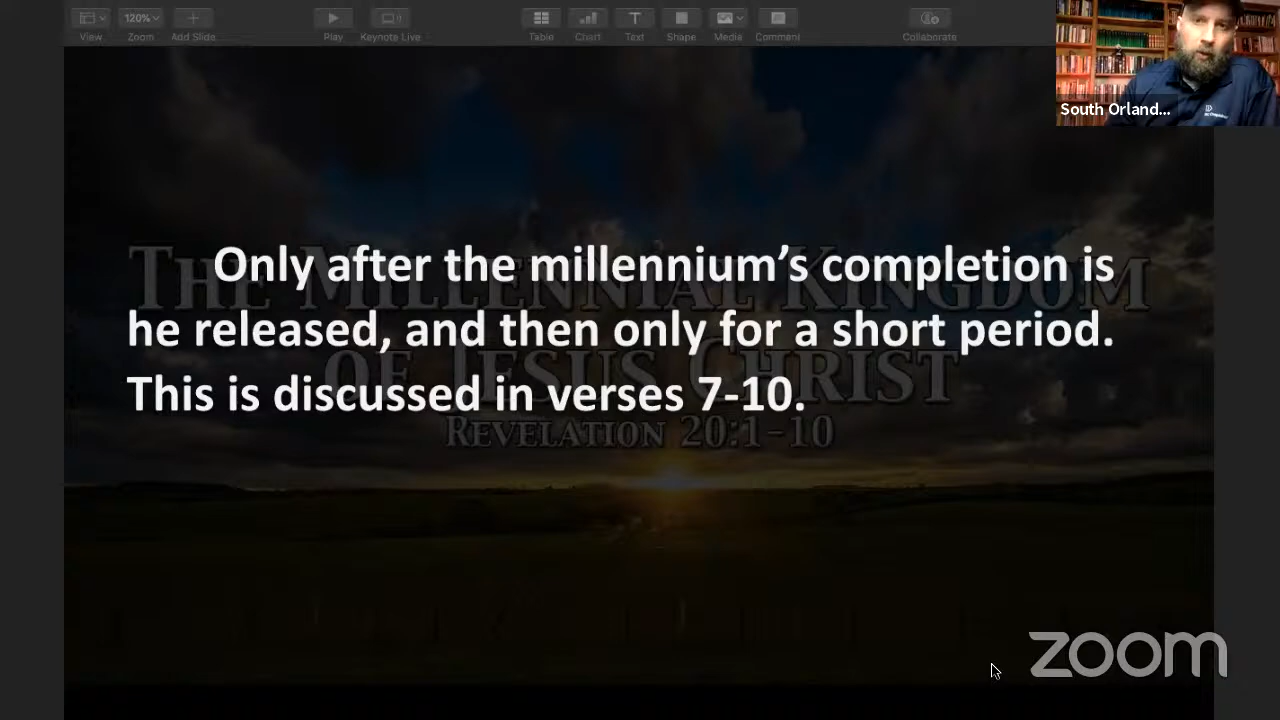 120%
View
Zoom
Add Slide
Play
Keynote Live
Table
Chart
Text
Shape
Media
Comment
Collaborate
South Orland...
Only after the millennium’s completion is
he released, and then only for a short period.
This is discussed in verses 7-10.
The Millennial Kingdom
of Jesus Christ
Revelation 20:1-10
zoom